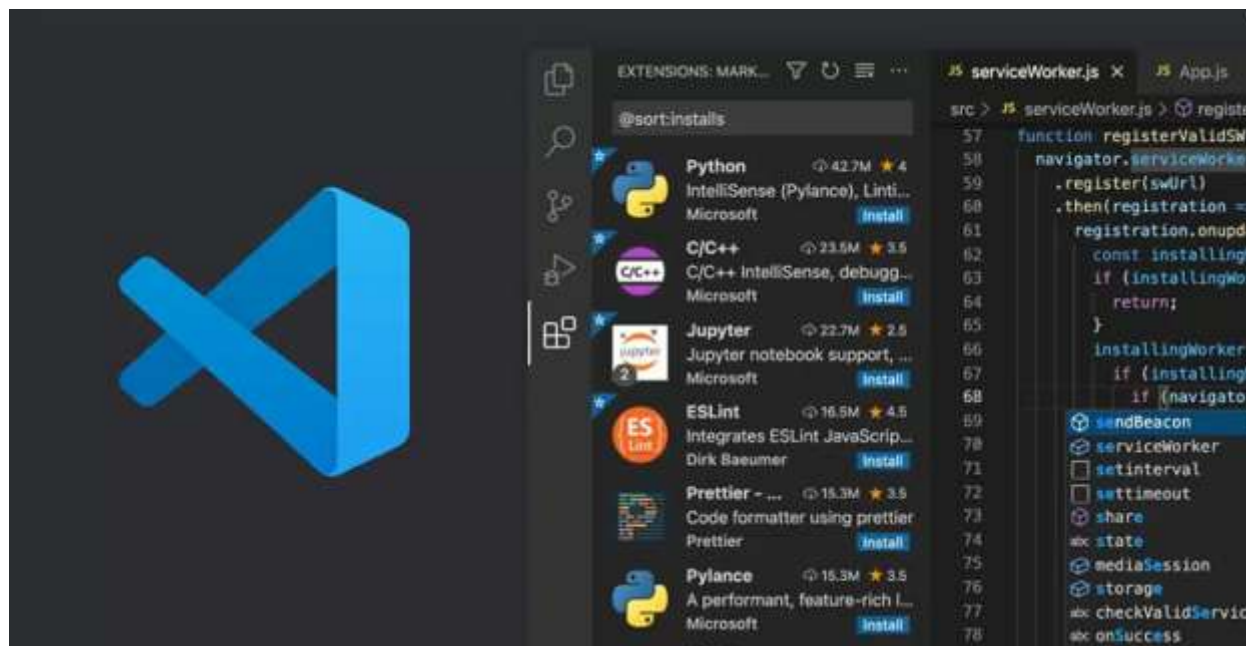 EXTENSIONS: MARK...
@sort:installs
Python 42.7M ★ 4
IntelliSense (Pylance), Linti...
Microsoft Install
C/C++
C/C++ 23.5M ★ 3.5
C/C++ IntelliSense, debugg...
Microsoft Install
jupyter
2
Jupyter 22.7M ★ 2.5
Jupyter notebook support, ...
Microsoft Install
ES
Lint
ESLint 16.5M ★ 4.5
Integrates ESLint JavaScrip...
Dirk Baeumer Install
Prettier - ... 15.3M ★ 3.5
Code formatter using prettier
Prettier Install
Pylance 15.3M ★ 3.5
A performant, feature-rich l...
Microsoft Install
JS serviceWorker.js × JS App.js
src > JS serviceWorker.js > registe
57 function registerValidSW
58 navigator.serviceWorke
59 .register(swUrl)
60 .then(registration =
61 registration.onupd
62 const installing
63 if (installingWo
64 return;
65 }
66 installingWorker
67 if (installing
68 if (navigato
69 sendBeacon
70 serviceWorker
71 setinterval
72 settimeout
73 share
74 abc state
75 mediaSession
76 storage
77 abc checkValidServic
78 abc onSuccess